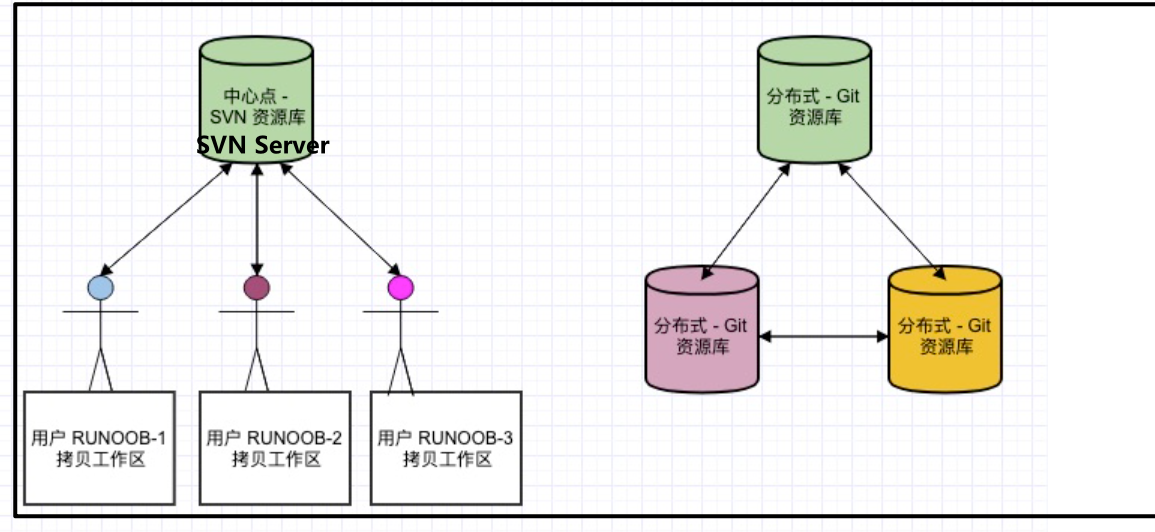 中心点 -
SVN 资源库
SVN Server
分布式 - Git
资源库
分布式 - Git
资源库
分布式 - Git
资源库
用户 RUNOOB-1
拷贝工作区
用户 RUNOOB-2
拷贝工作区
用户 RUNOOB-3
拷贝工作区